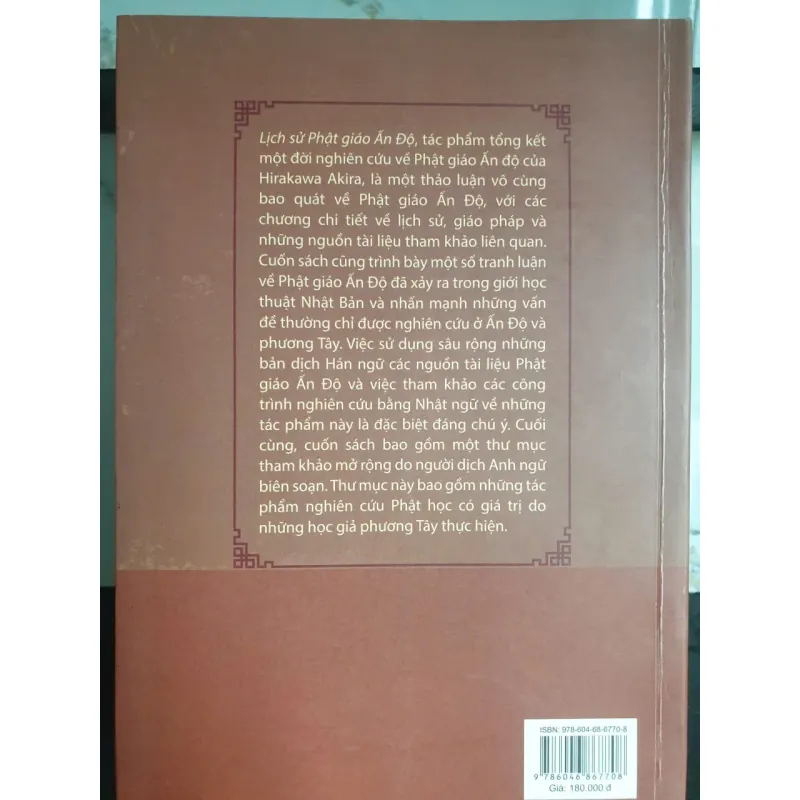 Lịch sử Phật giáo Ấn Độ, tác phẩm tổng kết
một đời nghiên cứu về Phật giáo Ấn độ của
Hirakawa Akira, là một thảo luận vô cùng
bao quát về Phật giáo Ấn Độ, với các
chương chi tiết về lịch sử, giáo pháp và
những nguồn tài liệu tham khảo liên quan.
Cuốn sách cũng trình bày một số tranh luận
về Phật giáo Ấn Độ đã xảy ra trong giới học
thuật Nhật Bản và nhấn mạnh những vấn
đề thường chỉ được nghiên cứu ở Ấn Độ và
phương Tây. Việc sử dụng sâu rộng những
bản dịch Hán ngữ các nguồn tài liệu Phật
giáo Ấn Độ và việc tham khảo các công
trình nghiên cứu bằng Nhật ngữ về những
tác phẩm này là đặc biệt đáng chú ý. Cuối
cùng, cuốn sách bao gồm một thư mục
tham khảo mở rộng do người dịch Anh ngữ
biên soạn. Thư mục này bao gồm những tác
phẩm nghiên cứu Phật học có giá trị do
những học giả phương Tây thực hiện.
ISBN: 978-604-68-6770-8
9 786046 867708
Giá: 180.000 đ